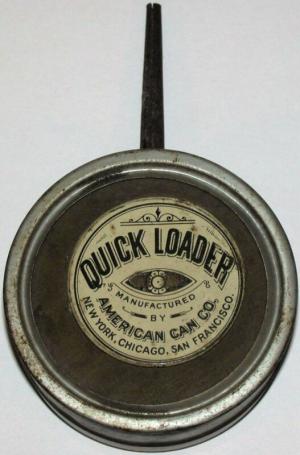 QUICK LOADER
MANUFACTURED
BY
AMERICAN CAN CO.
NEW YORK, CHICAGO, SAN FRANCISCO.